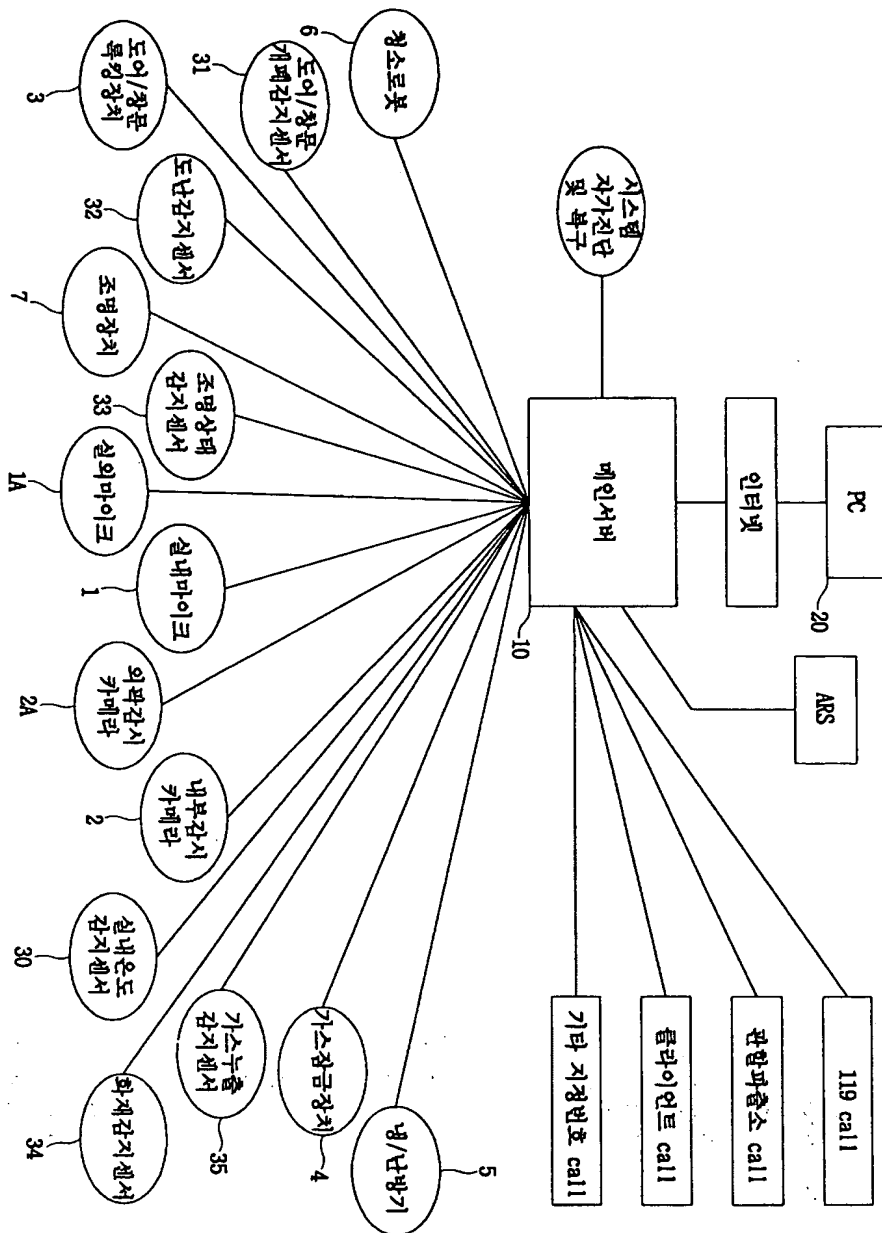 PC
20
인터넷
ARS
메인서버
10
시스템
자가진단
및 복구
119 call
관할파출소 call
클라이언트 call
기타 지정번호 call
청소로봇
6
도어/창문
개폐감지센서
31
도어/창문
록킹장치
3
도난감지센서
32
조명장치
7
조명상태
감지센서
33
실외마이크
1A
실내마이크
1
외곽감시
카메라
2A
내부감시
카메라
2
실내온도
감지센서
30
화재감지센서
34
가스누출
감지센서
35
가스잠금장치
4
냉/난방기
5